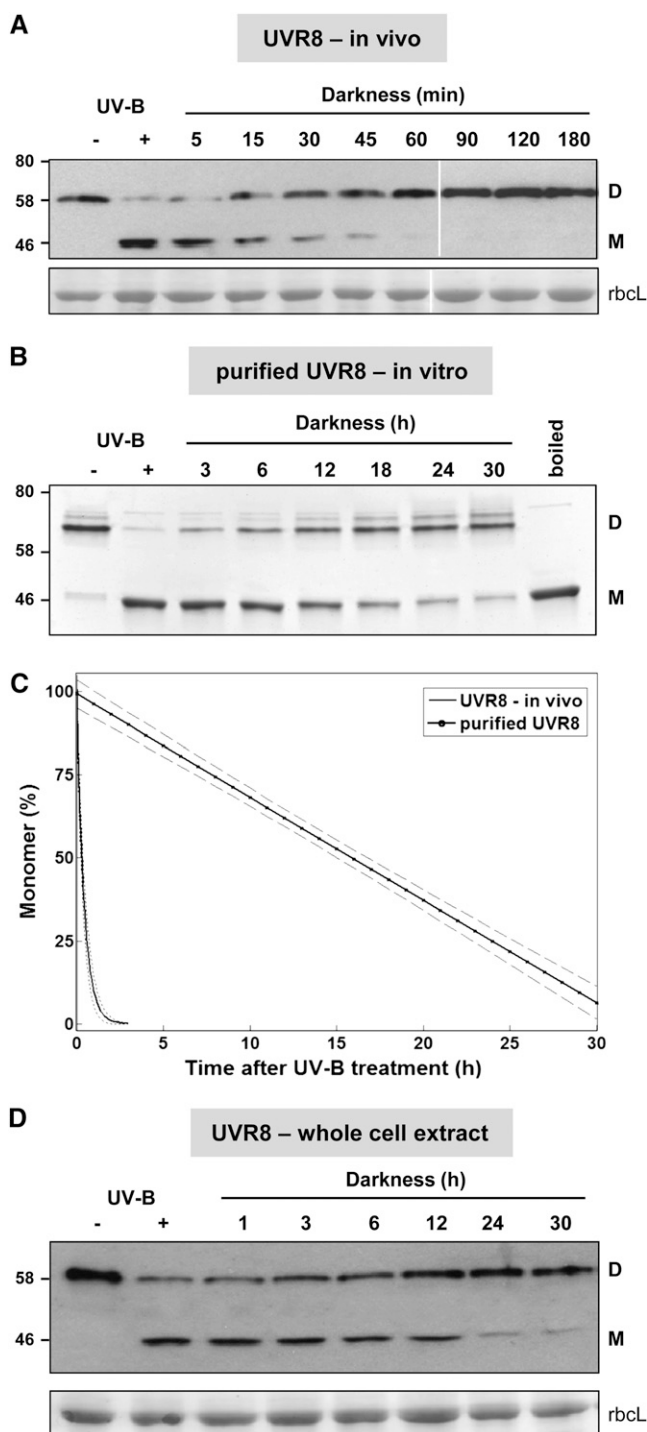 A
UVR8 – in vivo
UV-B
Darkness (min)
- + 5 15 30 45 60 90 120 180
80
58
46
D
M
rbcL
B
purified UVR8 – in vitro
UV-B
Darkness (h)
boiled
- + 3 6 12 18 24 30
80
58
46
D
M
C
UVR8 - in vivo
purified UVR8
100
75
50
25
0
Monomer (%)
0 5 10 15 20 25 30
Time after UV-B treatment (h)
D
UVR8 – whole cell extract
UV-B
Darkness (h)
- + 1 3 6 12 24 30
58
46
D
M
rbcL